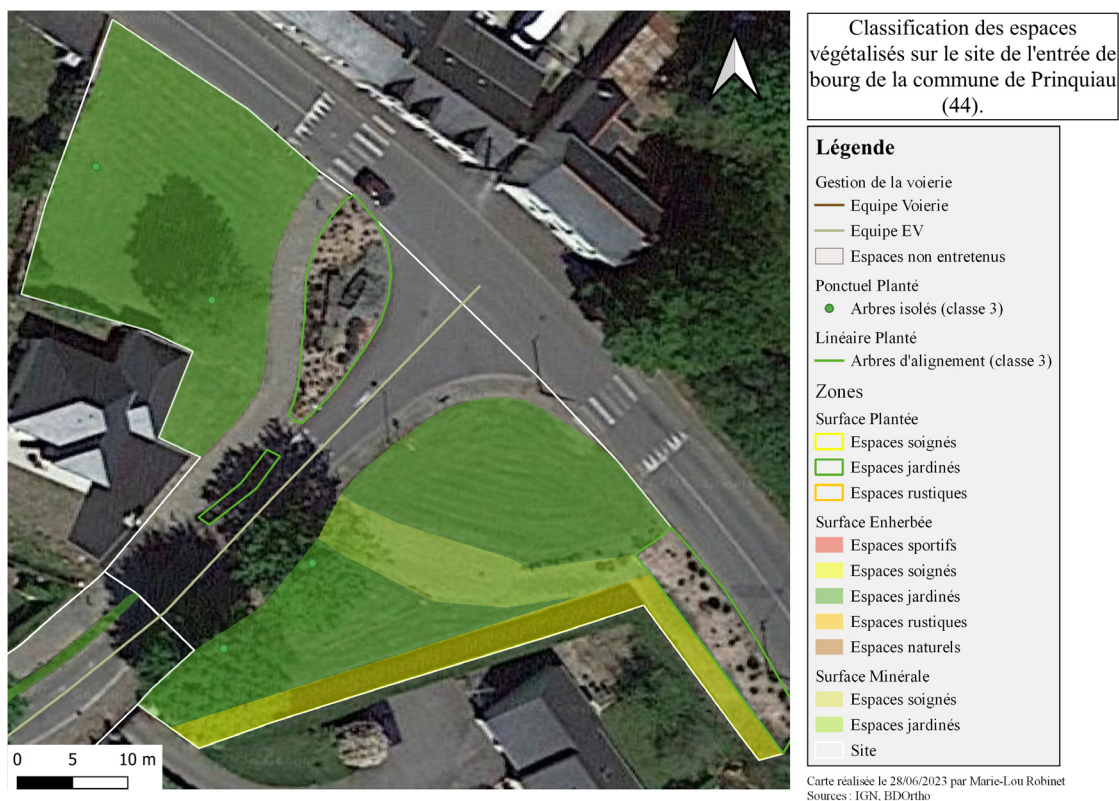 Classification des espaces
végétalisés sur le site de l'entrée de
bourg de la commune de Prinquiau
(44).
Légende
Gestion de la voierie
Equipe Voierie
Equipe EV
Espaces non entretenus
Ponctuel Planté
Arbres isolés (classe 3)
Linéaire Planté
Arbres d'alignement (classe 3)
Zones
Surface Plantée
Espaces soignés
Espaces jardinés
Espaces rustiques
Surface Enherbée
Espaces sportifs
Espaces soignés
Espaces jardinés
Espaces rustiques
Espaces naturels
Surface Minérale
Espaces soignés
Espaces jardinés
Site
0 5 10 m
Carte réalisée le 28/06/2023 par Marie-Lou Robinet
Sources : IGN, BDOrtho